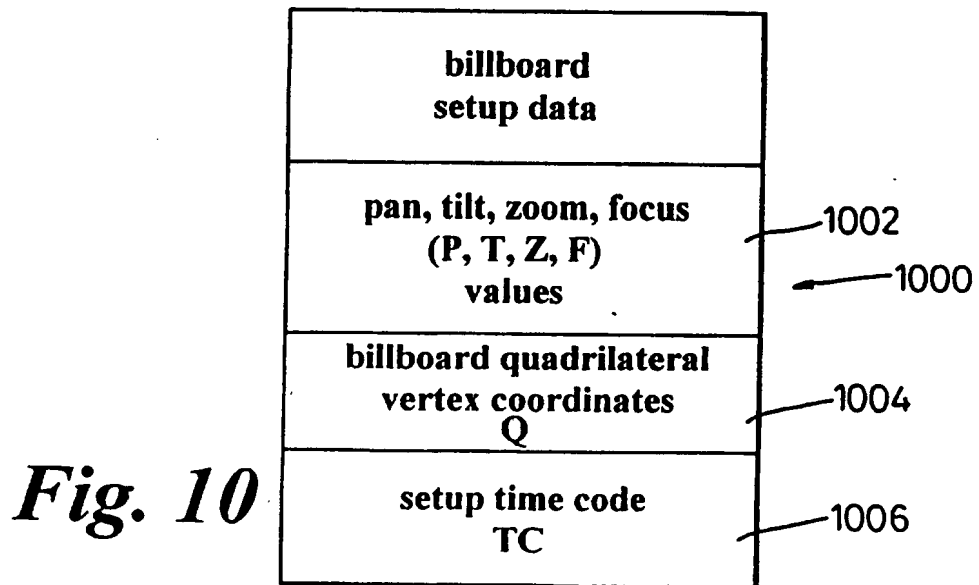 billboard
setup data
pan, tilt, zoom, focus
(P, T, Z, F)
values
1002
1000
billboard quadrilateral
vertex coordinates
Q
1004
Fig. 10
setup time code
TC
1006